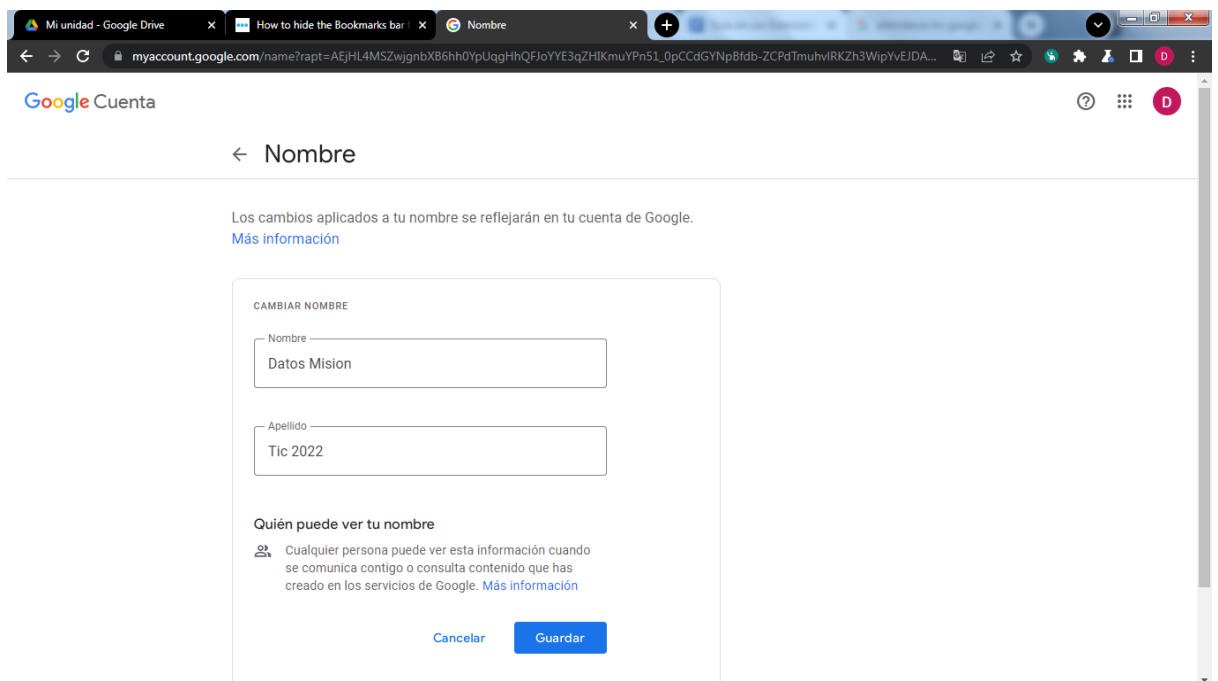 Mi unidad - Google Drive
How to hide the Bookmarks bar
Nombre
myaccount.google.com/name?rapt=AEjHL4MSZwjgnbXB6hh0YpUqgHhQFJoYYE3qZHIKmuYPn51_0pCCdGYNpBfdb-ZCPdTmuhvlRKZh3WipYvEJDA...
D
Google Cuenta
D
Nombre
Los cambios aplicados a tu nombre se reflejarán en tu cuenta de Google.
Más información
CAMBIAR NOMBRE
Nombre
Datos Mision
Apellido
Tic 2022
Quién puede ver tu nombre
Cualquier persona puede ver esta información cuando
se comunica contigo o consulta contenido que has
creado en los servicios de Google. Más información
Cancelar
Guardar